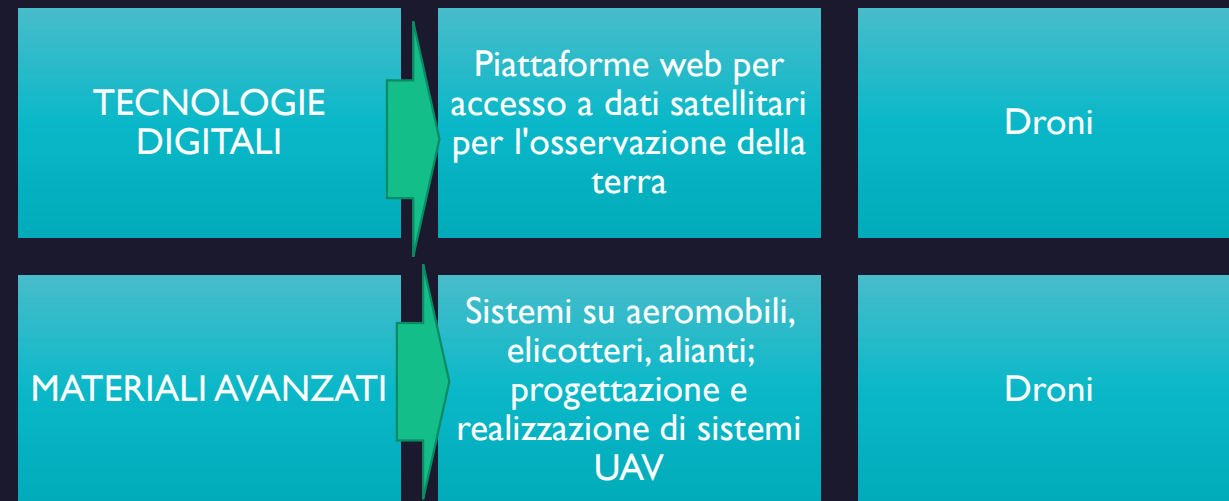 TECNOLOGIE
DIGITALI
Piattaforme web per
accesso a dati satellitari
per l'osservazione della
terra
Droni
MATERIALI AVANZATI
Sistemi su aeromobili,
elicotteri, alianti;
progettazione e
realizzazione di sistemi
UAV
Droni